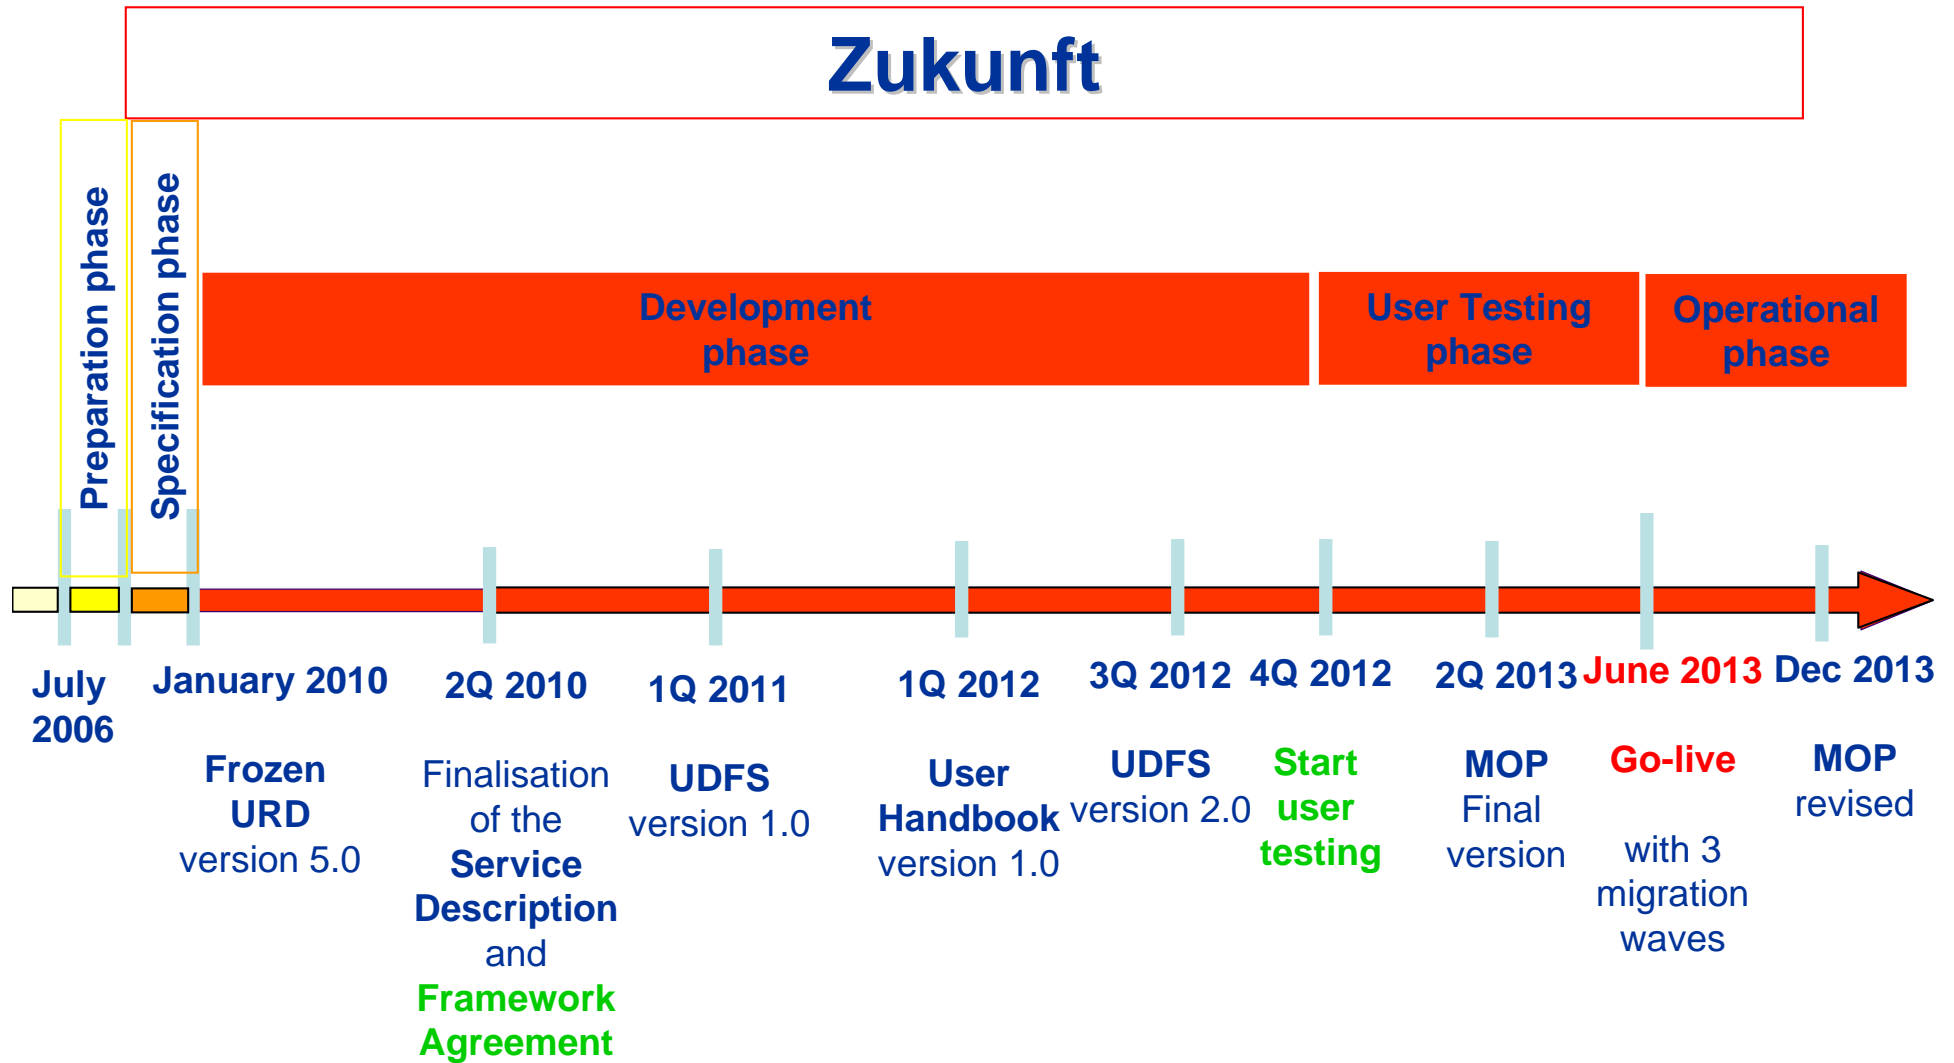 Zukunft
Preparation phase
Specification phase
Development
phase
User Testing
phase
Operational
phase
July
2006
January 2010
Frozen
URD
version 5.0
2Q 2010
Finalisation
of the
Service
Description
and
Framework
Agreement
1Q 2011
UDFS
version 1.0
1Q 2012
User
Handbook
version 1.0
3Q 2012
UDFS
version 2.0
4Q 2012
Start
user
testing
2Q 2013
MOP
Final
version
June 2013
Go-live
with 3
migration
waves
Dec 2013
MOP
revised